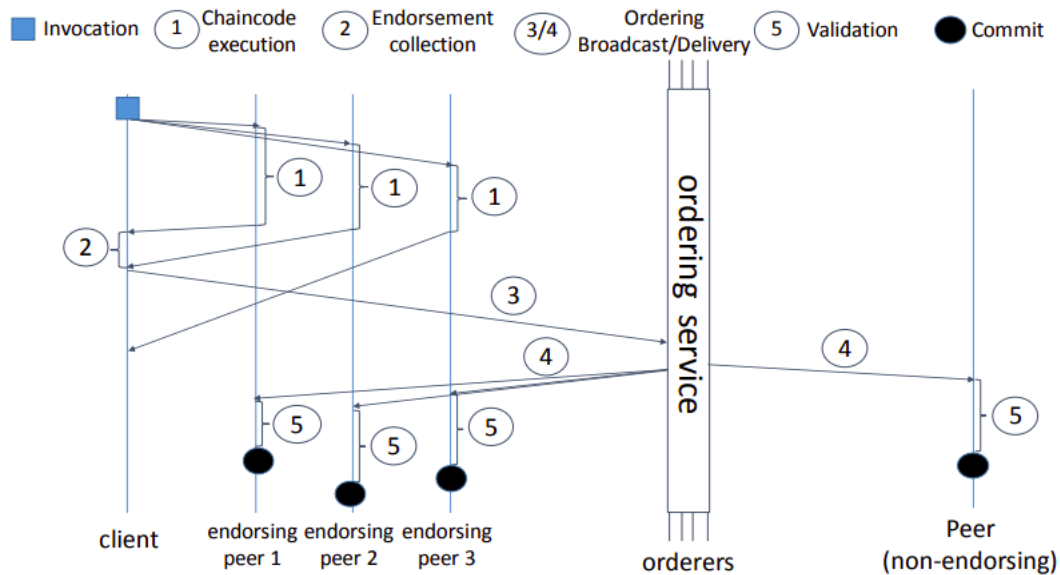 Invocation
1
Chaincode
execution
2
Endorsement
collection
3/4
Ordering
Broadcast/Delivery
5
Validation
Commit
1
1
1
2
3
4
4
5
5
5
5
ordering service
client
endorsing
peer 1
endorsing
peer 2
endorsing
peer 3
orderers
Peer
(non-endorsing)